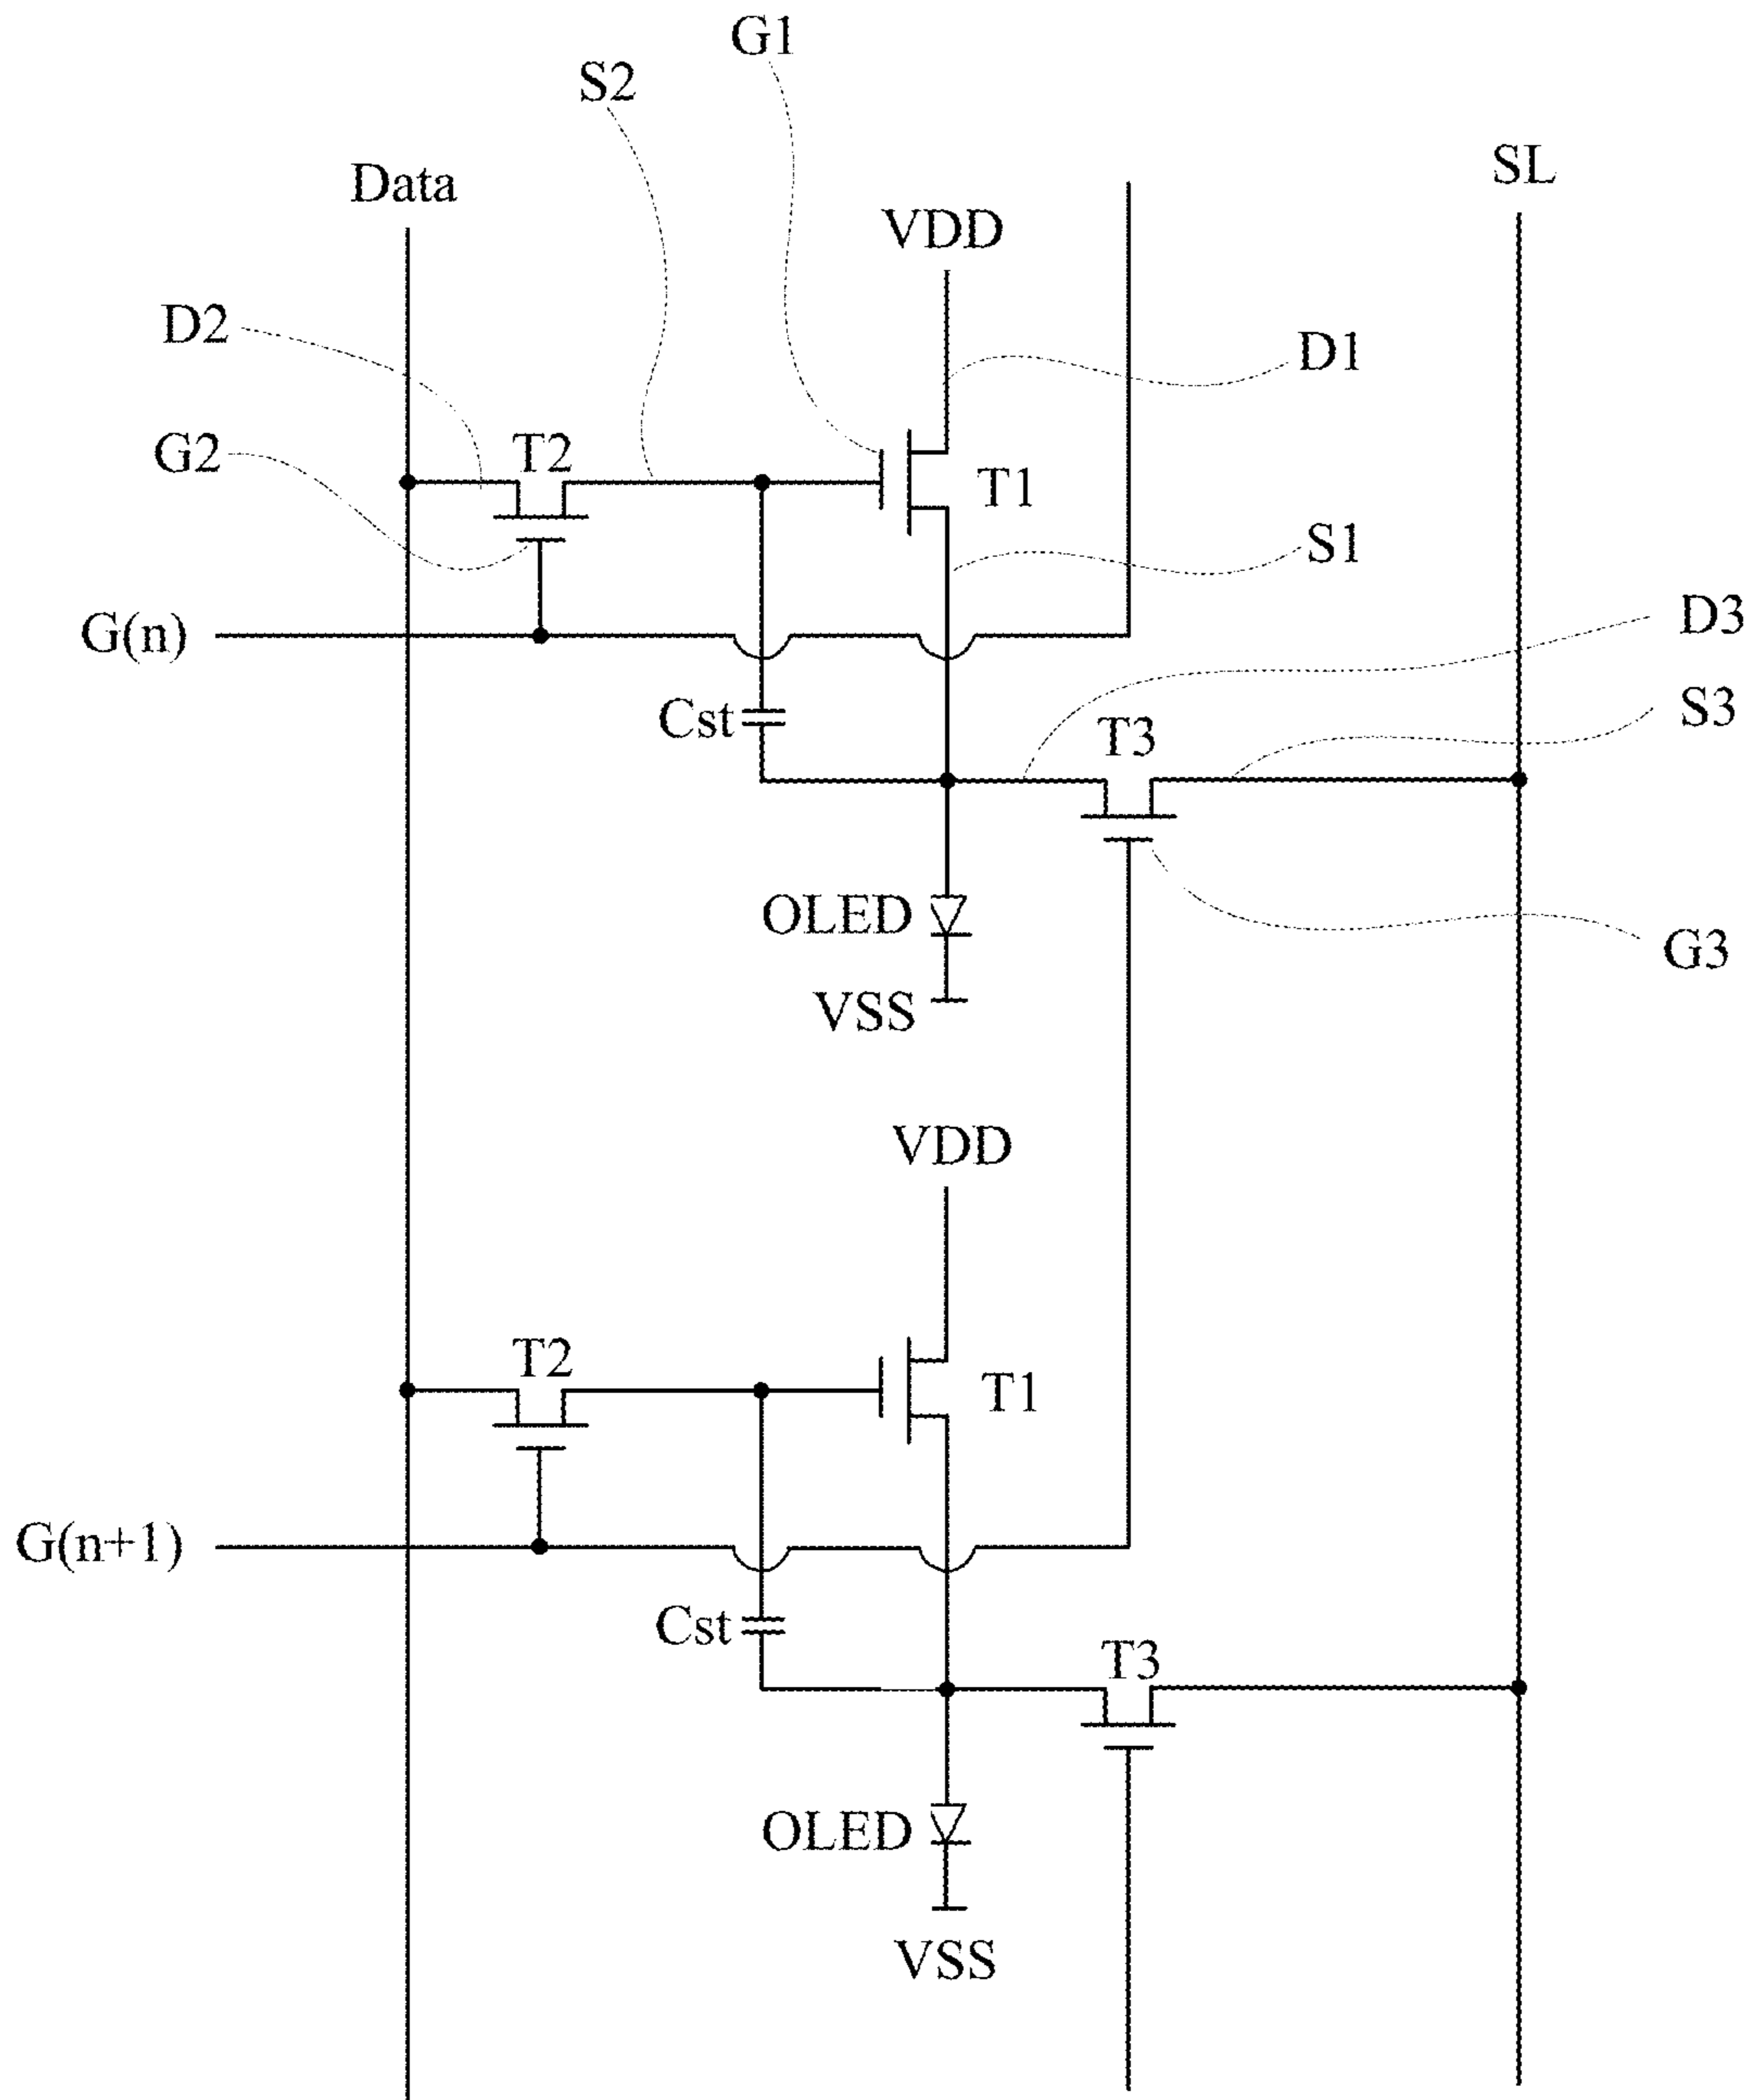 G1
S2
Data
SL
VDD
D2
D1
G2
T2
T1
S1
G(n)
D3
S3
Cst
T3
OLED
G3
VSS
VDD
T2
T1
G(n+1)
Cst
T3
OLED
VSS